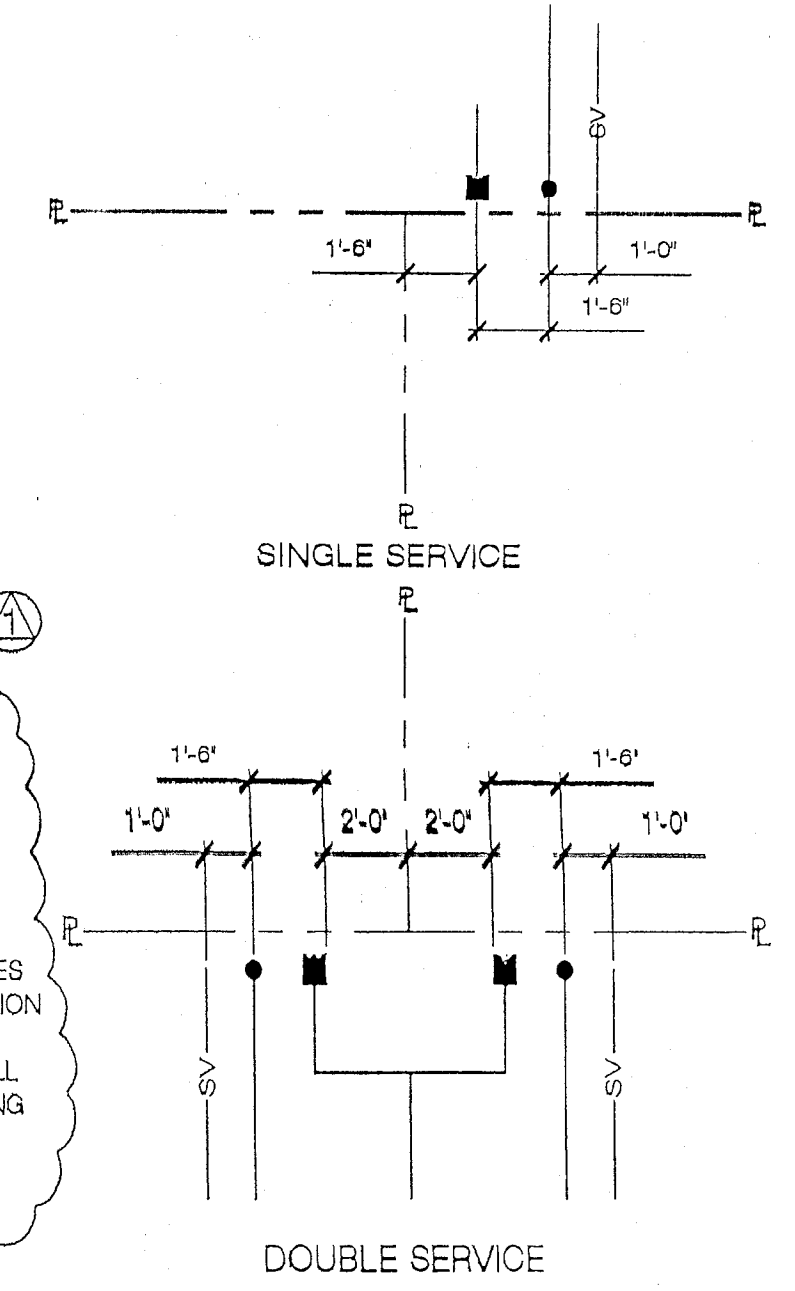 SV
PL
PL
1'-6"
1'-0"
1'-6"
PL
SINGLE SERVICE
PL
1
1'-6"
1'-6'
1'-0"
2'-0'
2'-0"
1'-0'
PL
PL
ES
ION
LL
NG
SV
SV
DOUBLE SERVICE